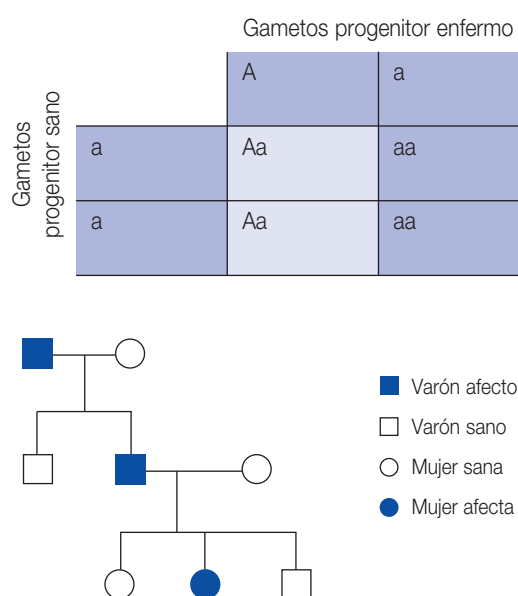 Gametos progenitor enfermo
Gametos
progenitor sano
A a
a Aa aa
a Aa aa
Varón afecto
Varón sano
Mujer sana
Mujer afecta